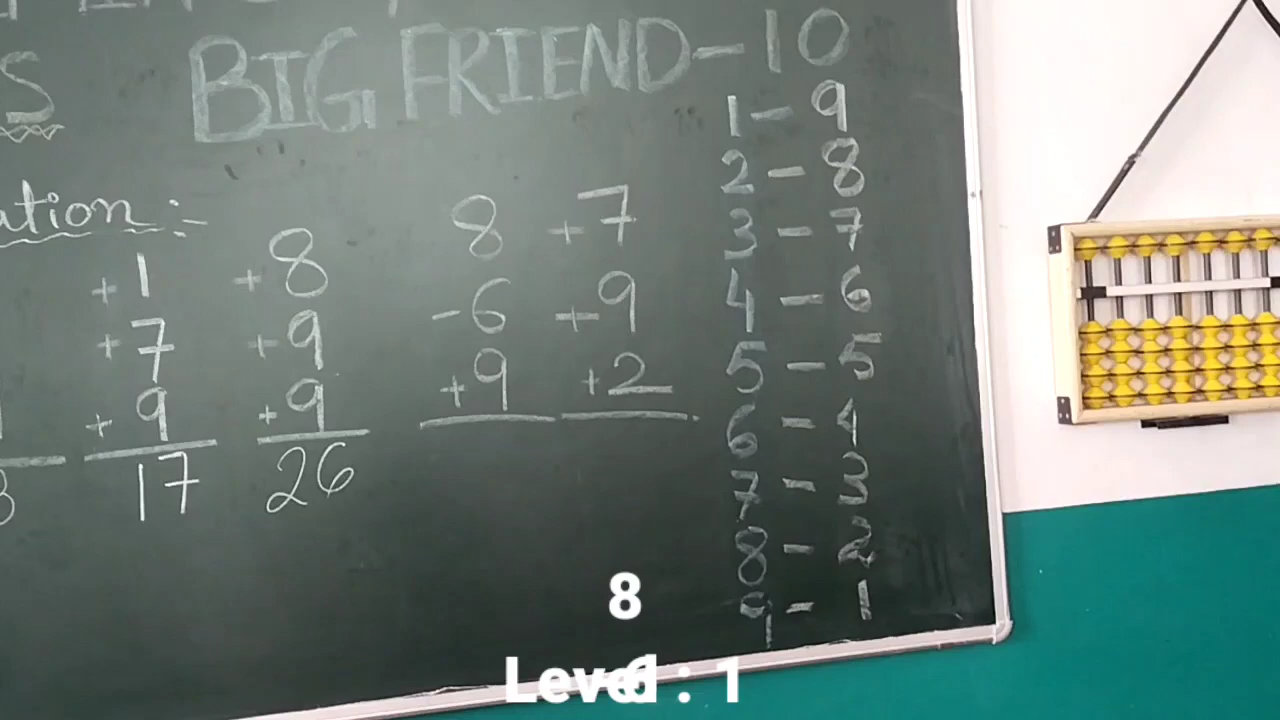 S BIG FRIEND - 10
1 - 9
2 - 8
3 - 7
4 - 6
5 - 5
6 - 4
7 - 3
8 - 2
9 - 1
+1 +8 8 +7
+7 +9 -6 +9
+9 +9 +9 +2
17 26
8
Level : 1